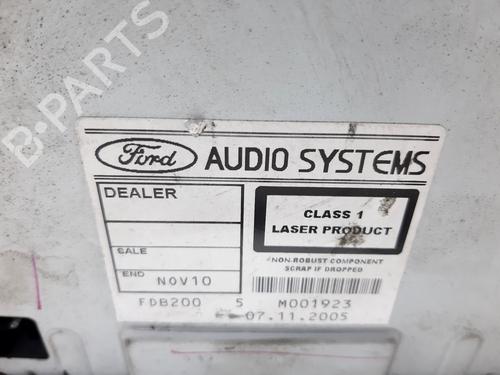 B-PARTS
Ford AUDIO SYSTEMS
DEALER
SALE
END NOV10
CLASS 1
LASER PRODUCT
NON-ROBUST COMPONENT
SCRAP IF DROPPED
FDB200 5 M001923
07.11.2005